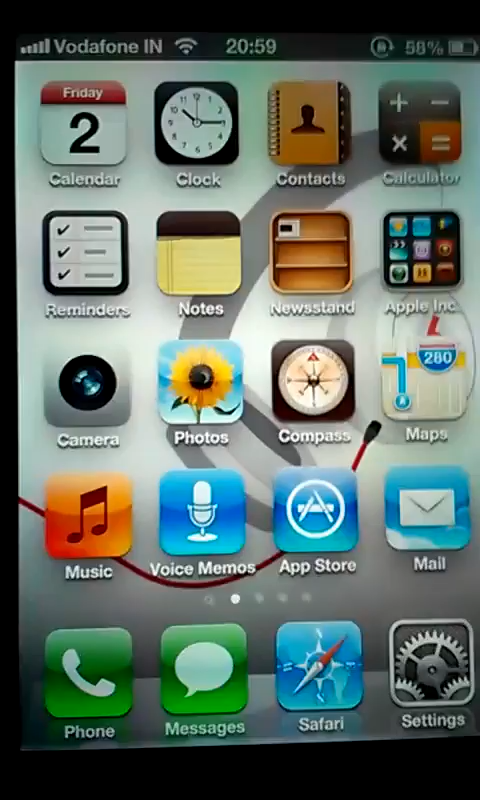 Vodafone IN 20:59 58%
Friday
2
Calendar Clock Contacts Calculator
Reminders Notes Newsstand Apple Inc.
280
Camera Photos Compass Maps
Music Voice Memos App Store Mail
Phone Messages Safari Settings